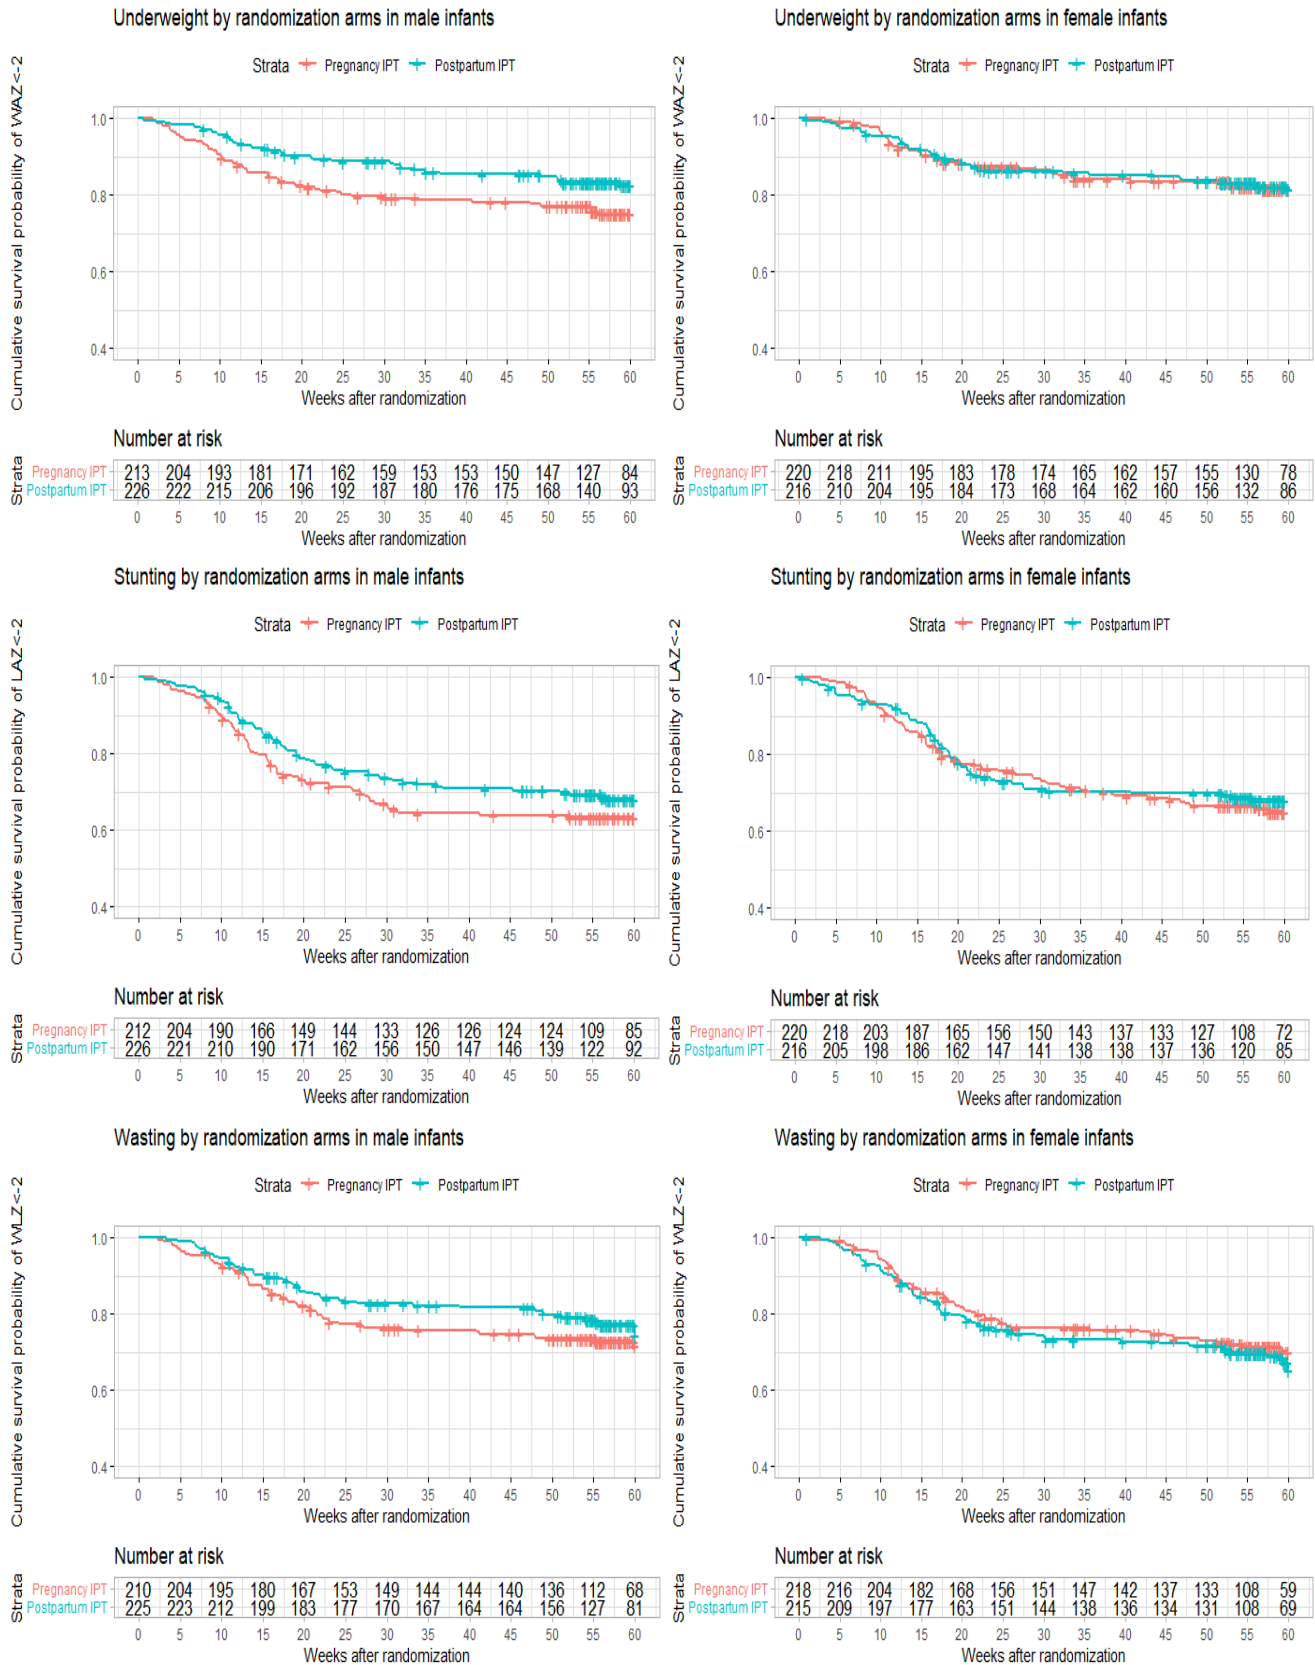 Underweight by randomization arms in male infants
Strata Pregnancy IPT Postpartum IPT
Cumulative survival probability of WAZ<-2
1.0
0.8
0.6
0.4
0 5 10 15 20 25 30 35 40 45 50 55 60
Weeks after randomization
Number at risk
Strata
Pregnancy IPT 213 204 193 181 171 162 159 153 153 150 147 127 84
Postpartum IPT 226 222 215 206 196 192 187 180 176 175 168 140 93
0 5 10 15 20 25 30 35 40 45 50 55 60
Weeks after randomization
Underweight by randomization arms in female infants
Strata Pregnancy IPT Postpartum IPT
Cumulative survival probability of WAZ<-2
1.0
0.8
0.6
0.4
0 5 10 15 20 25 30 35 40 45 50 55 60
Weeks after randomization
Number at risk
Strata
Pregnancy IPT 220 218 211 195 183 178 174 165 162 157 155 130 78
Postpartum IPT 216 210 204 195 184 173 168 164 162 160 156 132 86
0 5 10 15 20 25 30 35 40 45 50 55 60
Weeks after randomization
Stunting by randomization arms in male infants
Strata Pregnancy IPT Postpartum IPT
Cumulative survival probability of LAZ<-2
1.0
0.8
0.6
0.4
0 5 10 15 20 25 30 35 40 45 50 55 60
Weeks after randomization
Number at risk
Strata
Pregnancy IPT 212 204 190 166 149 144 133 126 126 124 124 109 85
Postpartum IPT 226 221 210 190 171 162 156 150 147 146 139 122 92
0 5 10 15 20 25 30 35 40 45 50 55 60
Weeks after randomization
Stunting by randomization arms in female infants
Strata Pregnancy IPT Postpartum IPT
Cumulative survival probability of LAZ<-2
1.0
0.8
0.6
0.4
0 5 10 15 20 25 30 35 40 45 50 55 60
Weeks after randomization
Number at risk
Strata
Pregnancy IPT 220 218 203 187 165 156 150 143 137 133 127 108 72
Postpartum IPT 216 205 198 186 162 147 141 138 138 137 136 120 85
0 5 10 15 20 25 30 35 40 45 50 55 60
Weeks after randomization
Wasting by randomization arms in male infants
Strata Pregnancy IPT Postpartum IPT
Cumulative survival probability of WLZ<-2
1.0
0.8
0.6
0.4
0 5 10 15 20 25 30 35 40 45 50 55 60
Weeks after randomization
Number at risk
Strata
Pregnancy IPT 210 204 195 180 167 153 149 144 144 140 136 112 68
Postpartum IPT 225 223 212 199 183 177 170 167 164 164 156 127 81
0 5 10 15 20 25 30 35 40 45 50 55 60
Weeks after randomization
Wasting by randomization arms in female infants
Strata Pregnancy IPT Postpartum IPT
Cumulative survival probability of WLZ<-2
1.0
0.8
0.6
0.4
0 5 10 15 20 25 30 35 40 45 50 55 60
Weeks after randomization
Number at risk
Strata
Pregnancy IPT 218 216 204 182 168 156 151 147 142 137 133 108 59
Postpartum IPT 215 209 197 177 163 151 144 138 136 134 131 108 69
0 5 10 15 20 25 30 35 40 45 50 55 60
Weeks after randomization